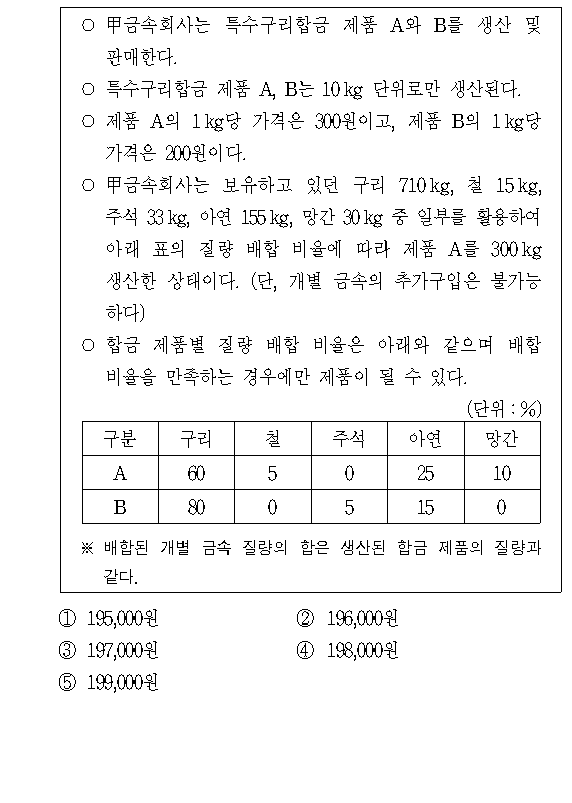 ○ 甲금속회사는 특수구리합금 제품 A와 B를 생산 및
판매한다.
○ 특수구리합금 제품 A, B는 10 kg 단위로만 생산된다.
○ 제품 A의 1 kg당 가격은 300원이고, 제품 B의 1 kg당
가격은 200원이다.
○ 甲금속회사는 보유하고 있던 구리 710 kg, 철 15 kg,
주석 33 kg, 아연 155 kg, 망간 30 kg 중 일부를 활용하여
아래 표의 질량 배합 비율에 따라 제품 A를 300 kg
생산한 상태이다. (단, 개별 금속의 추가구입은 불가능
하다)
○ 합금 제품별 질량 배합 비율은 아래와 같으며 배합
비율을 만족하는 경우에만 제품이 될 수 있다.
(단위 : %)
구분 구리 철 주석 아연 망간
A 60 5 0 25 10
B 80 0 5 15 0
※ 배합된 개별 금속 질량의 합은 생산된 합금 제품의 질량과
같다.
① 195,000원 ② 196,000원
③ 197,000원 ④ 198,000원
⑤ 199,000원